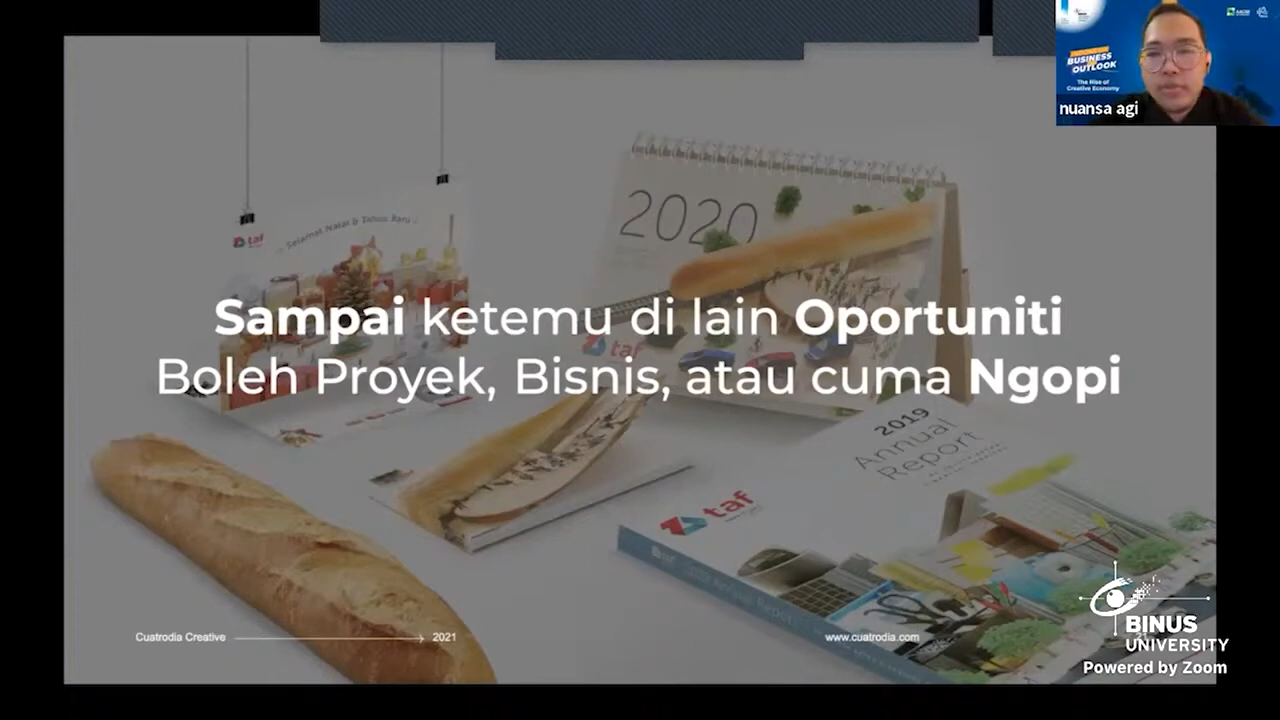 INDONESIA
BUSINESS
OUTLOOK
The Rise of
Creative Economy
nuansa agi
taf
Selamat Natal & Tahun Baru
2020
Sampai ketemu di lain Oportuniti
Boleh Proyek, Bisnis, atau cuma Ngopi
taf
2019
Annual
Report
taf
Cuatrodia Creative
2021
www.cuatrodia.com
BINUS
UNIVERSITY
Powered by Zoom